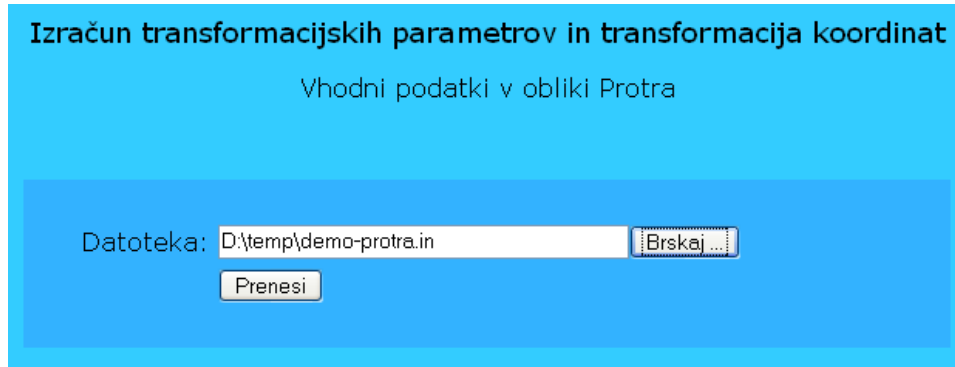 Izračun transformacijskih parametrov in transformacija koordinat
Vhodni podatki v obliki Protra
Datoteka: D:\temp\demo-protra.in Brskaj ...
Prenesi